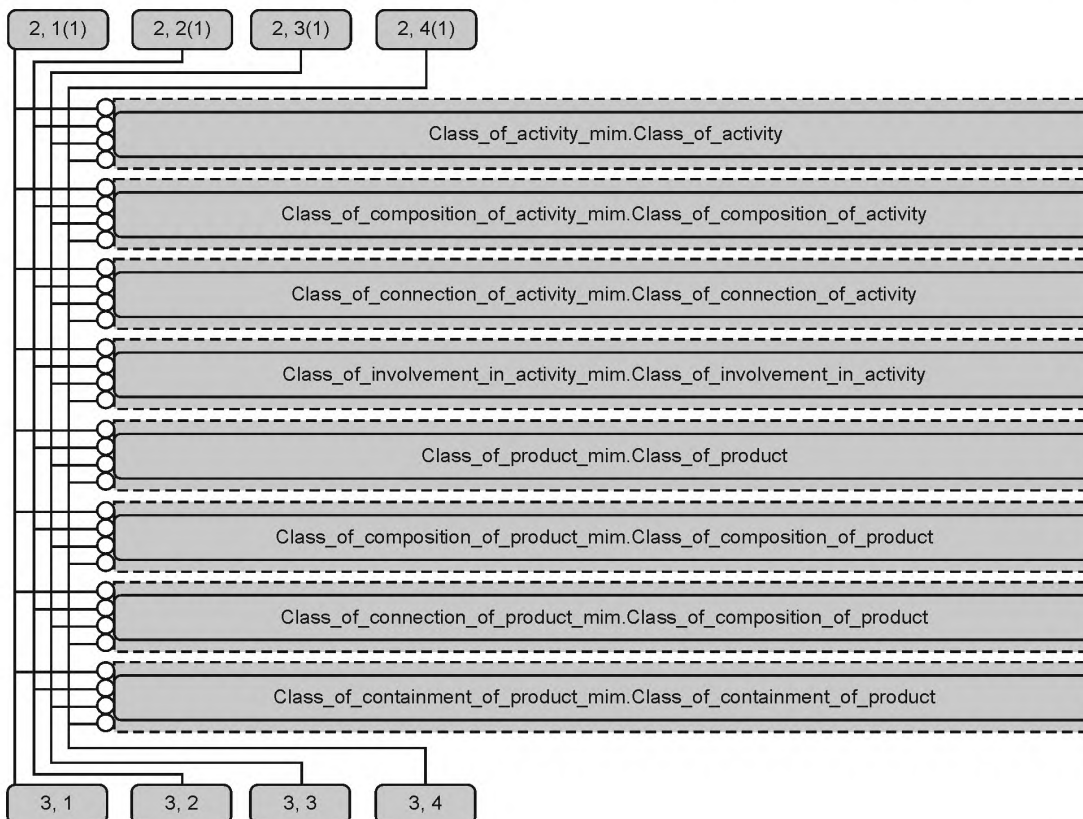 2, 1(1) 2, 2(1) 2, 3(1) 2, 4(1)
Class_of_activity_mim.Class_of_activity
Class_of_composition_of_activity_mim.Class_of_composition_of_activity
Class_of_connection_of_activity_mim.Class_of_connection_of_activity
Class_of_involvement_in_activity_mim.Class_of_involvement_in_activity
Class_of_product_mim.Class_of_product
Class_of_composition_of_product_mim.Class_of_composition_of_product
Class_of_connection_of_product_mim.Class_of_composition_of_product
Class_of_containment_of_product_mim.Class_of_containment_of_product
3, 1 3, 2 3, 3 3, 4